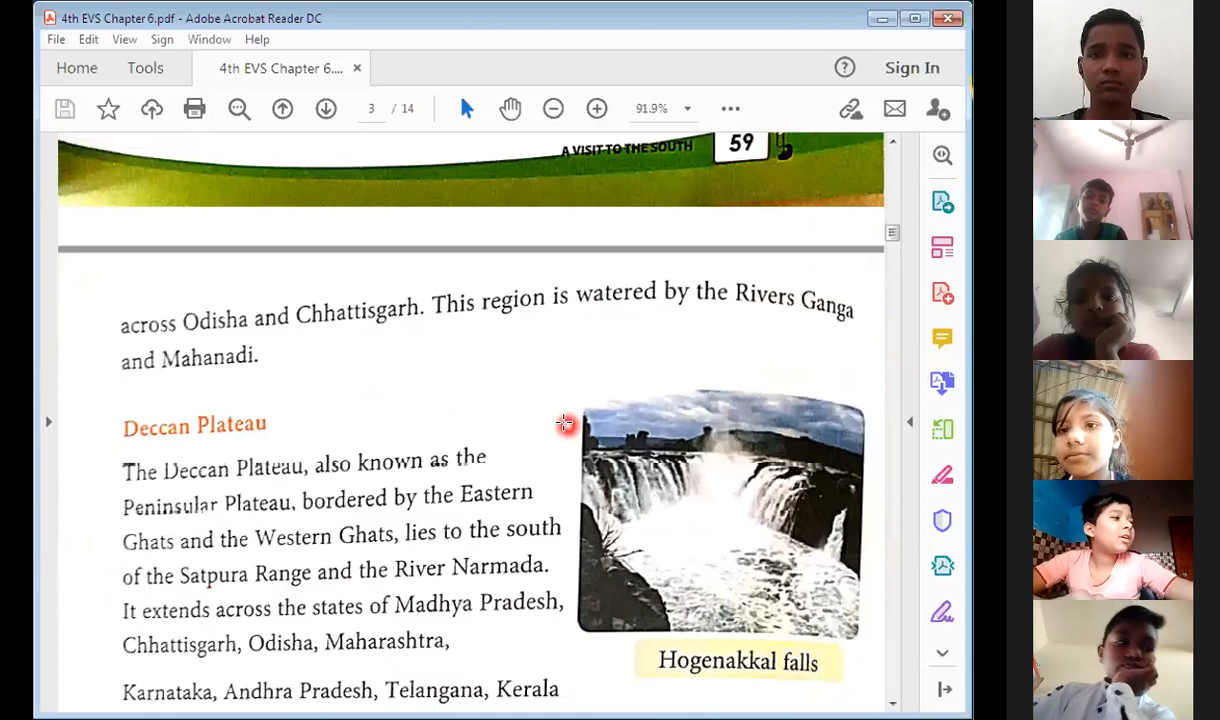 4th EVS Chapter 6.pdf - Adobe Acrobat Reader DC
File Edit View Sign Window Help
Home Tools 4th EVS Chapter 6.... × ? Sign In
3 / 14 91.9%
A VISIT TO THE SOUTH 59
across Odisha and Chhattisgarh. This region is watered by the Rivers Ganga
and Mahanadi.
Deccan Plateau
The Deccan Plateau, also known as the
Peninsular Plateau, bordered by the Eastern
Ghats and the Western Ghats, lies to the south
of the Satpura Range and the River Narmada.
It extends across the states of Madhya Pradesh,
Chhattisgarh, Odisha, Maharashtra,
Karnataka, Andhra Pradesh, Telangana, Kerala
Hogenakkal falls